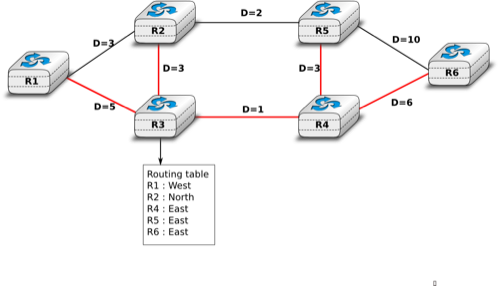 D=2
R2
R5
D=3
D=10
R1
D=3
D=3
R6
D=5
D=1
D=6
R3
R4
Routing table
R1 : West
R2 : North
R4 : East
R5 : East
R6 : East